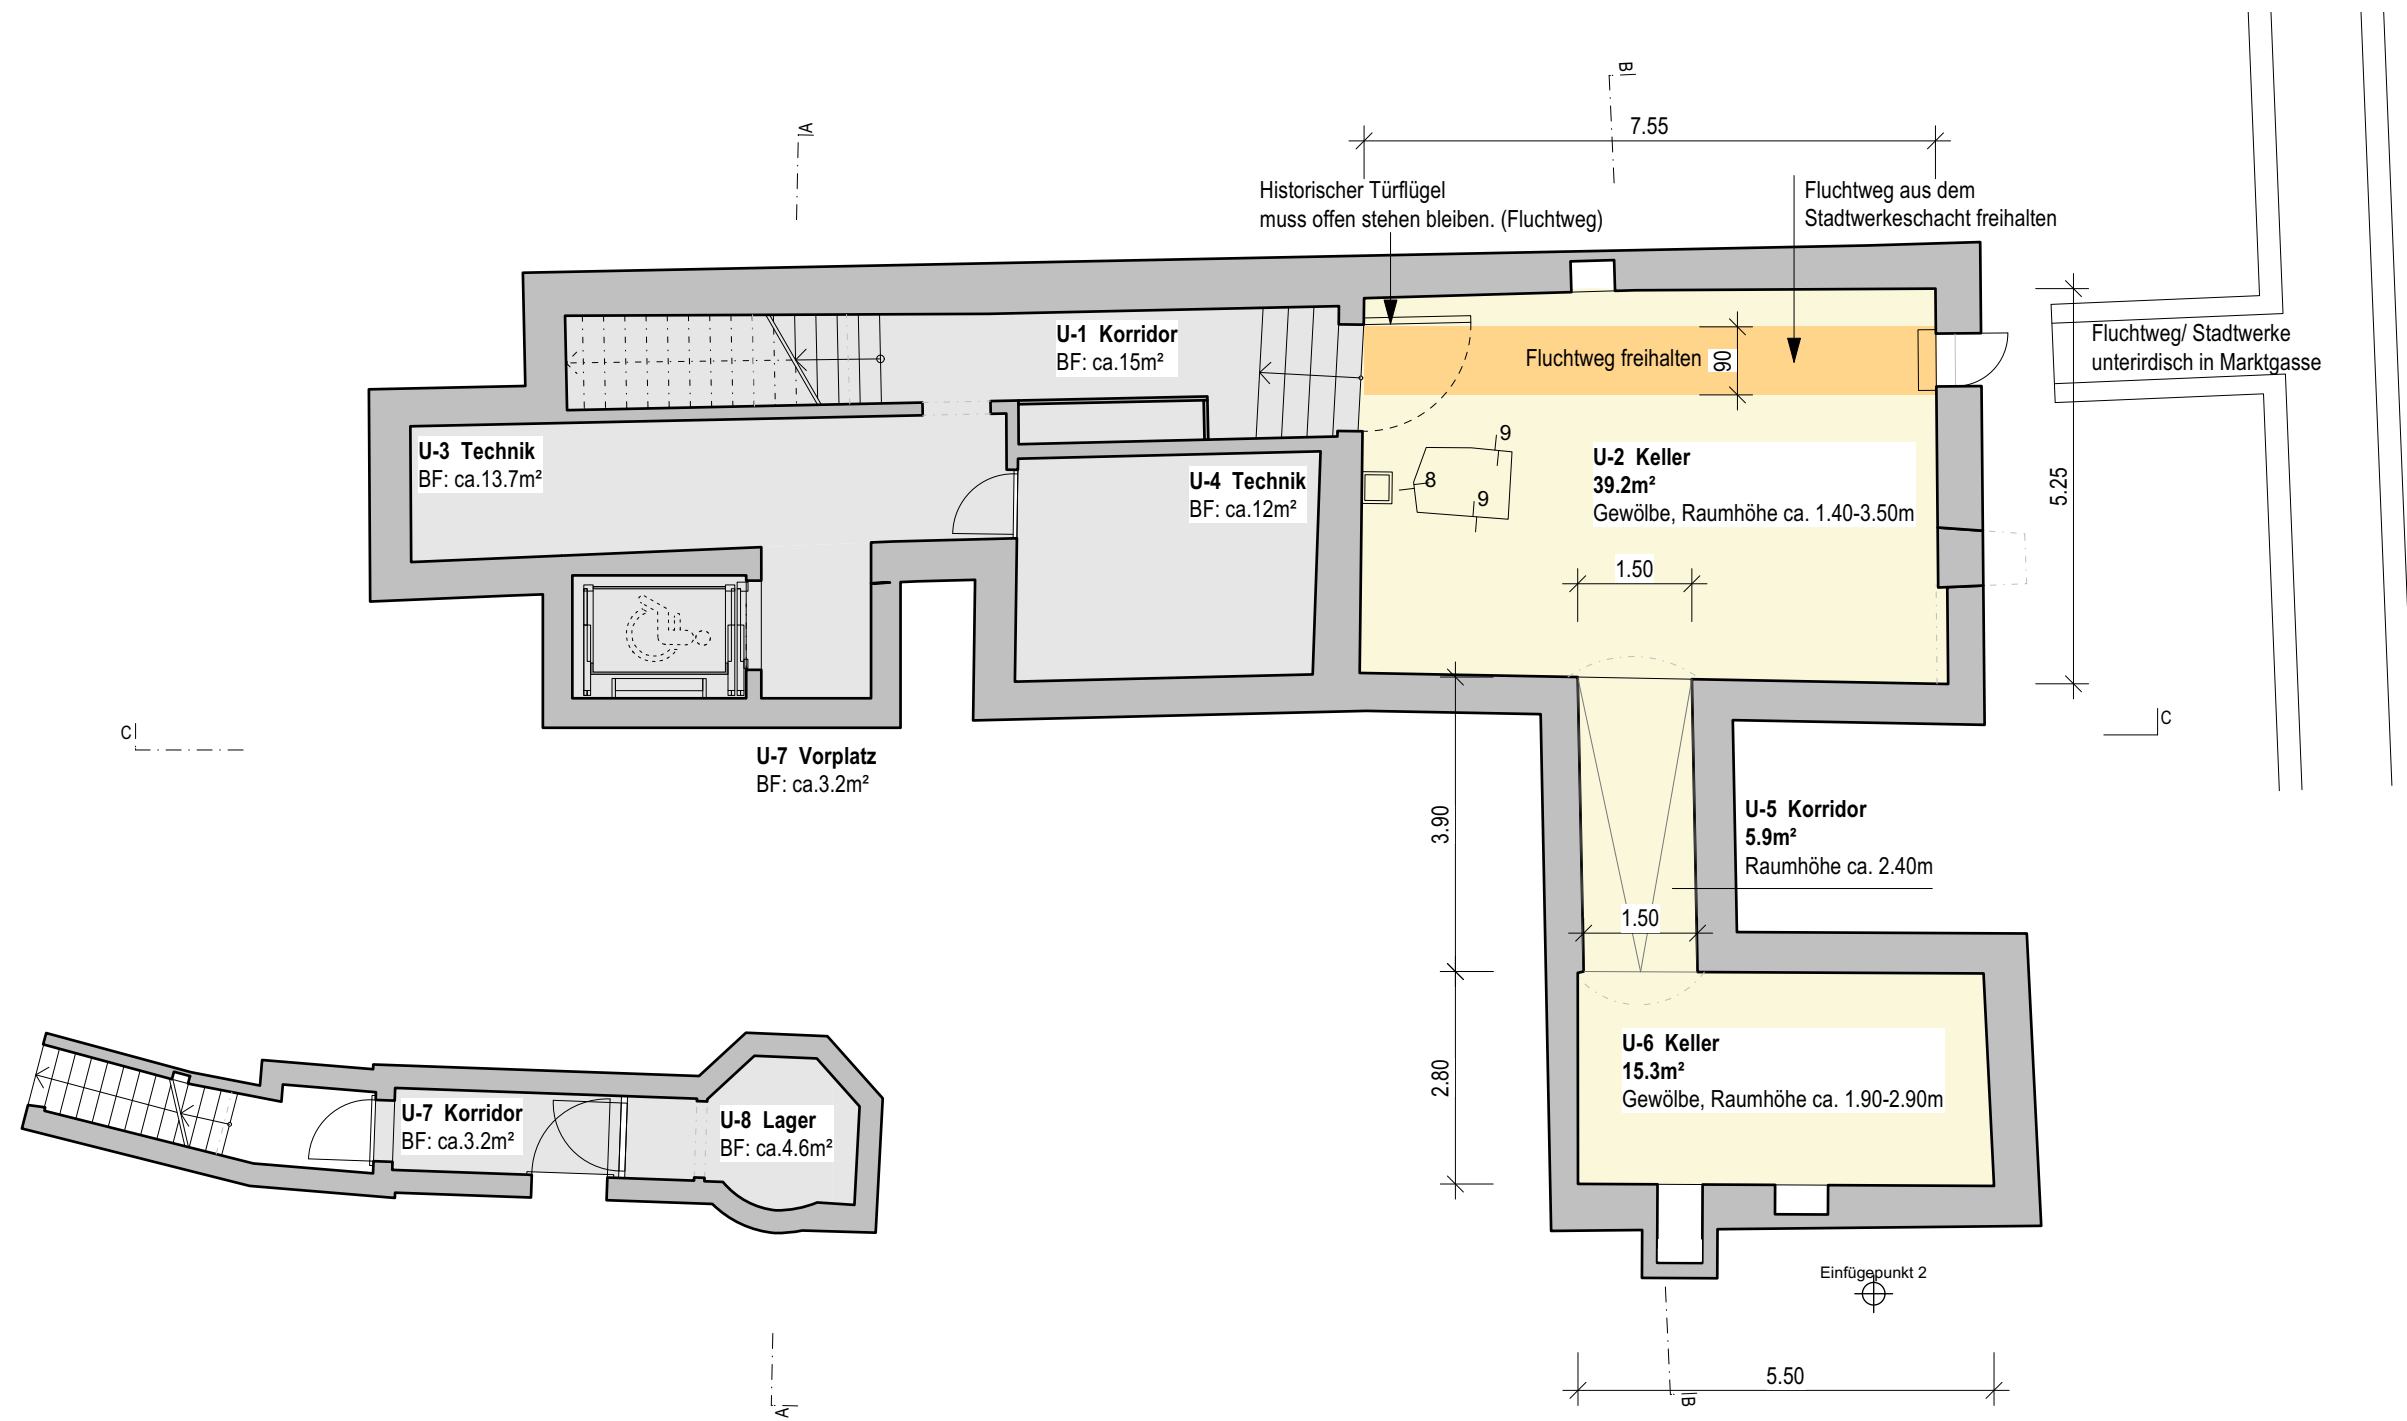 B
A
7.55
Historischer Türflügel
muss offen stehen bleiben. (Fluchtweg)
Fluchtweg aus dem
Stadtwerkeschacht freihalten
U-1 Korridor
BF: ca.15m²
Fluchtweg freihalten
90
Fluchtweg/ Stadtwerke
unterirdisch in Marktgasse
U-3 Technik
BF: ca.13.7m²
U-4 Technik
BF: ca.12m²
9
8
9
U-2 Keller
39.2m²
Gewölbe, Raumhöhe ca. 1.40-3.50m
5.25
1.50
C
C
U-7 Vorplatz
BF: ca.3.2m²
3.90
U-5 Korridor
5.9m²
Raumhöhe ca. 2.40m
1.50
U-6 Keller
15.3m²
Gewölbe, Raumhöhe ca. 1.90-2.90m
2.80
U-7 Korridor
BF: ca.3.2m²
U-8 Lager
BF: ca.4.6m²
Einfügepunkt 2
5.50
A
B